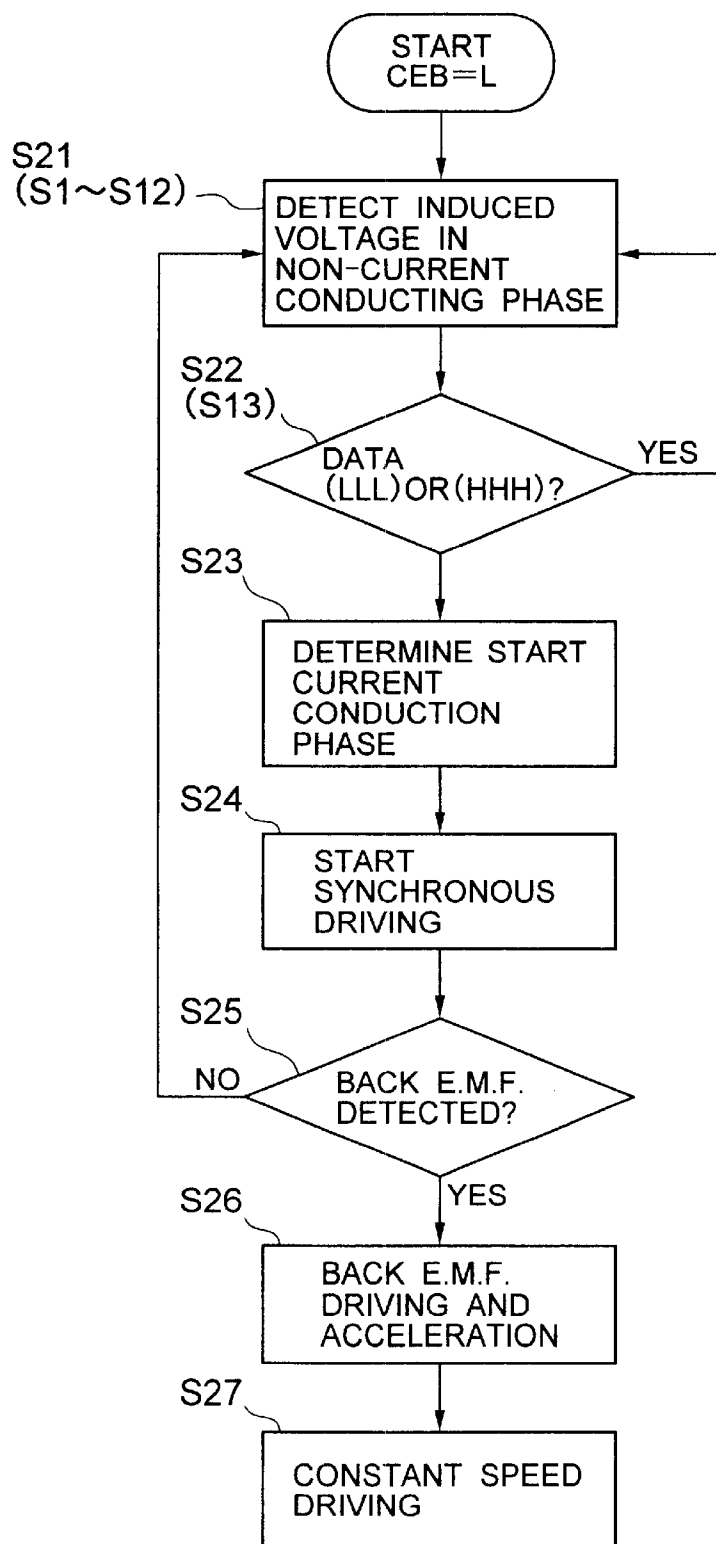 START
CEB=L
S21
(S1～S12)
DETECT INDUCED
VOLTAGE IN
NON-CURRENT
CONDUCTING PHASE
S22
(S13)
DATA
(LLL)OR(HHH)?
YES
S23
DETERMINE START
CURRENT
CONDUCTION
PHASE
S24
START
SYNCHRONOUS
DRIVING
S25
NO
BACK E.M.F.
DETECTED?
YES
S26
BACK E.M.F.
DRIVING AND
ACCELERATION
S27
CONSTANT SPEED
DRIVING